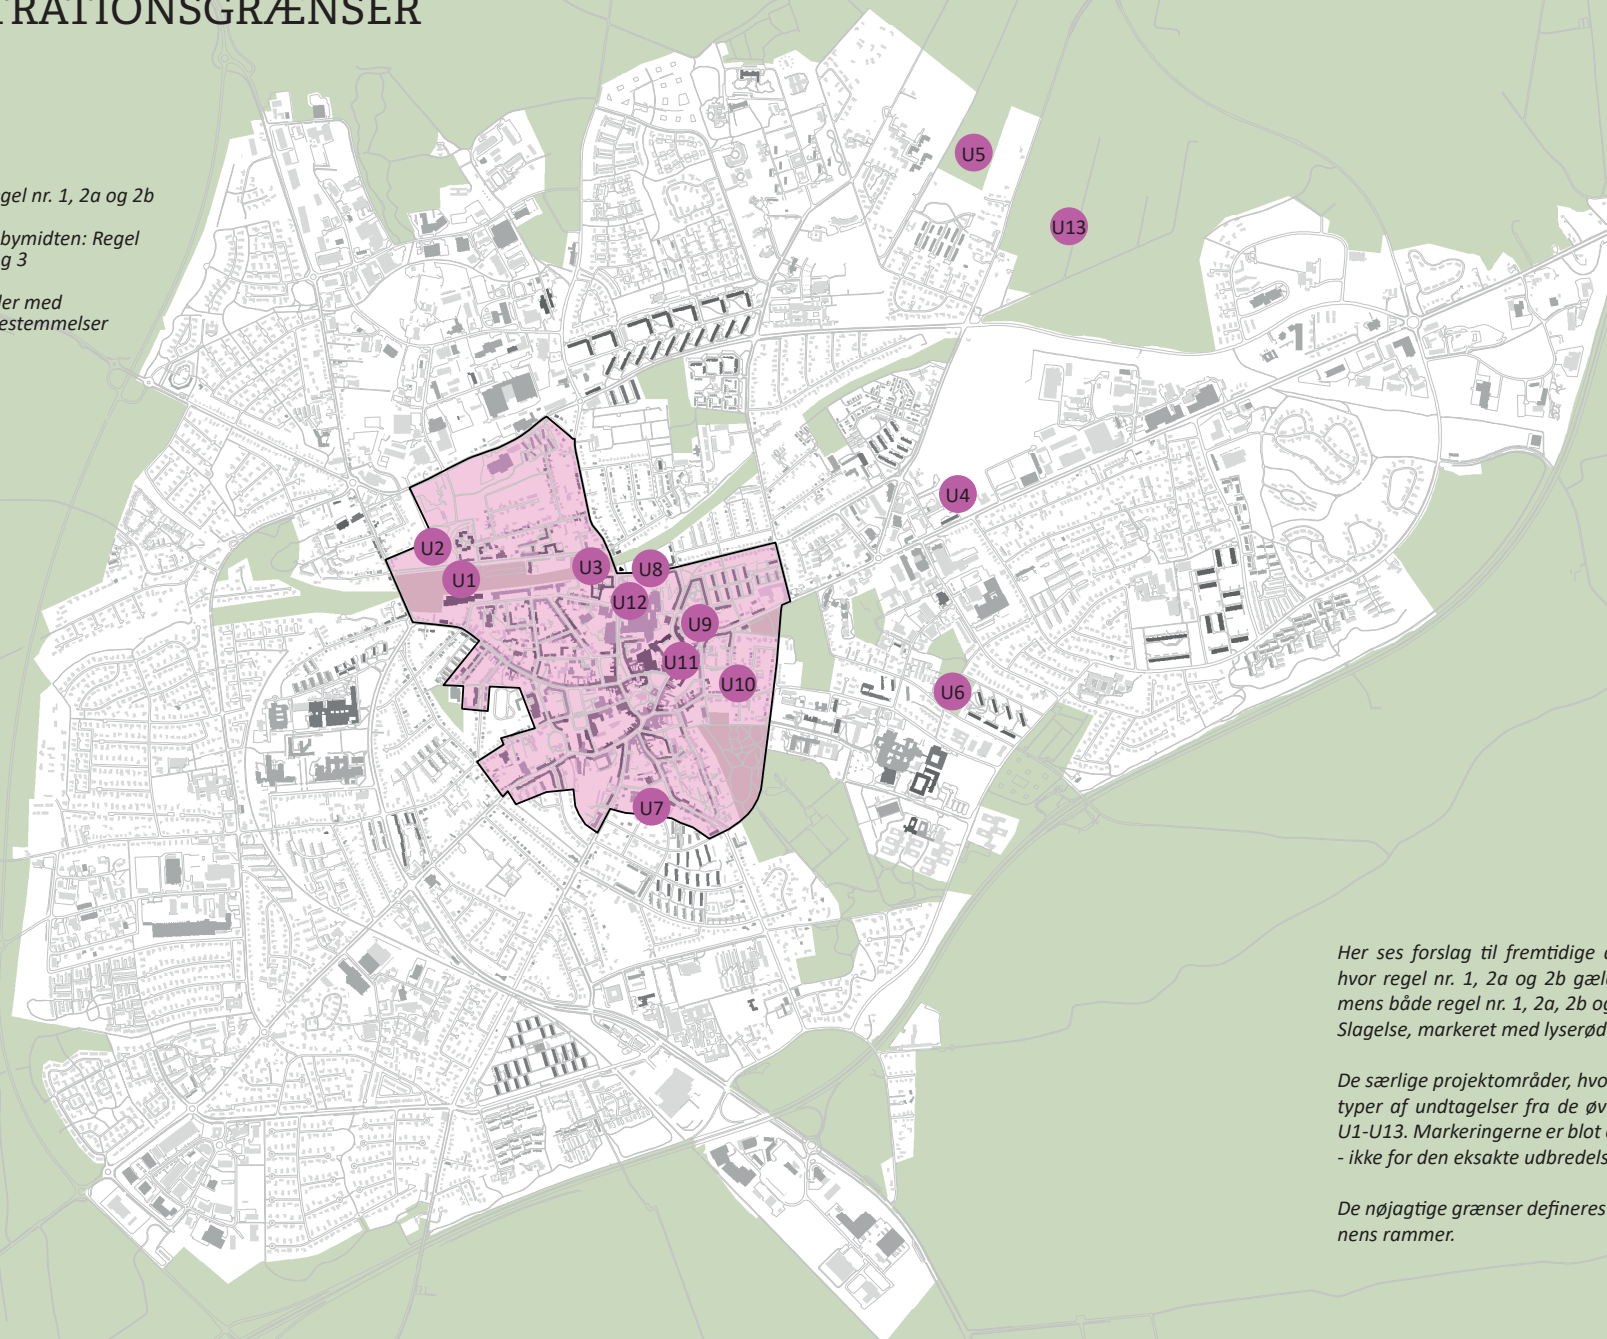 TRATIONSGRÆNSER
gel nr. 1, 2a og 2b
bymidten: Regel
g 3
ler med
estemmelser
U5
U13
U4
U2
U1
U3
U8
U12
U9
U11
U10
U6
U7
Her ses forslag til fremtidige
hvor regel nr. 1, 2a og 2b gæl
mens både regel nr. 1, 2a, 2b og
Slagelse, markeret med lyserød
De særlige projektområder, hvo
typer af undtagelser fra de øv
U1-U13. Markeringerne er blot
- ikke for den eksakte udbredels
De nøjagtige grænser defineres
nens rammer.